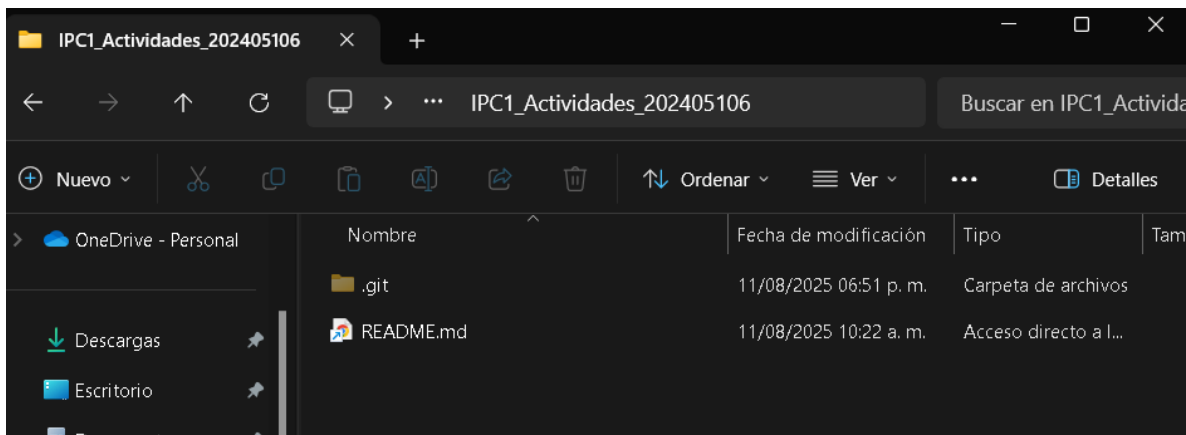 IPC1_Actividades_202405106
IPC1_Actividades_202405106
Buscar en IPC1_Activida
Nuevo
Ordenar
Ver
Detalles
OneDrive - Personal
Nombre
Fecha de modificación
Tipo
Tam
.git
11/08/2025 06:51 p. m.
Carpeta de archivos
Descargas
README.md
11/08/2025 10:22 a. m.
Acceso directo a l...
Escritorio